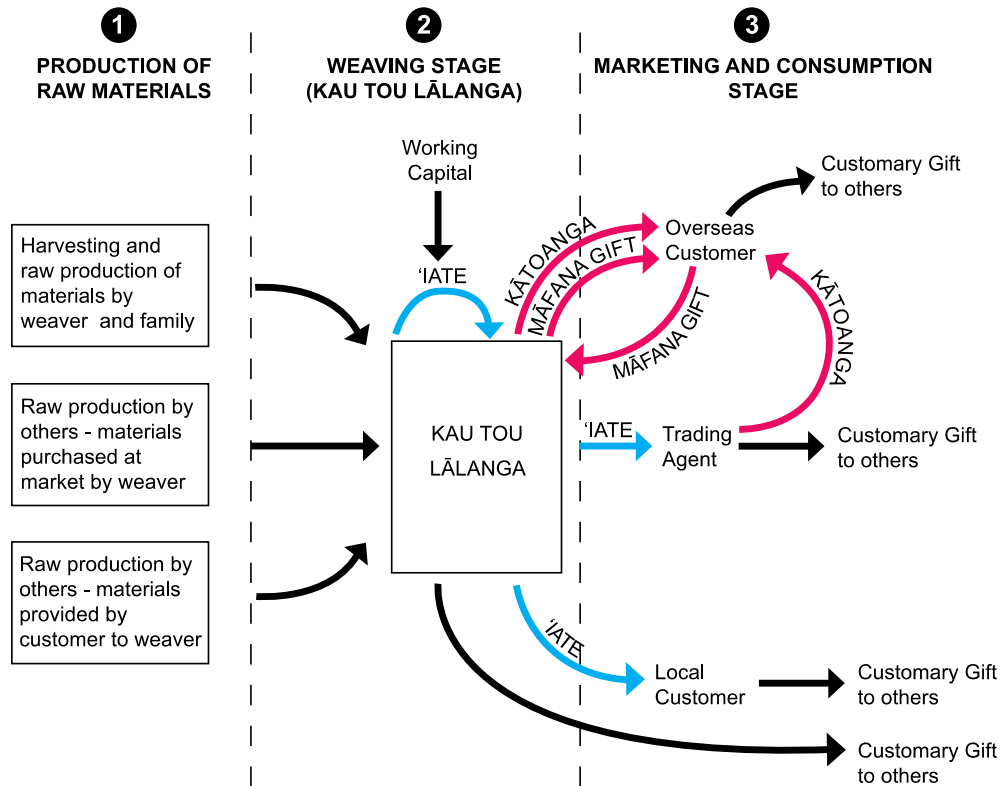 1
PRODUCTION OF
RAW MATERIALS
2
WEAVING STAGE
(KAU TOU LĀLANGA)
3
MARKETING AND CONSUMPTION
STAGE
Harvesting and
raw production of
materials by
weaver and family
Raw production by
others - materials
purchased at
market by weaver
Raw production by
others - materials
provided by
customer to weaver
Working
Capital
‘IATE
KAU TOU
LĀLANGA
KĀTOANGA
MĀFANA GIFT
MĀFANA GIFT
Overseas
Customer
Customary Gift
to others
KĀTOANGA
‘IATE
Trading
Agent
Customary Gift
to others
‘IATE
Local
Customer
Customary Gift
to others
Customary Gift
to others